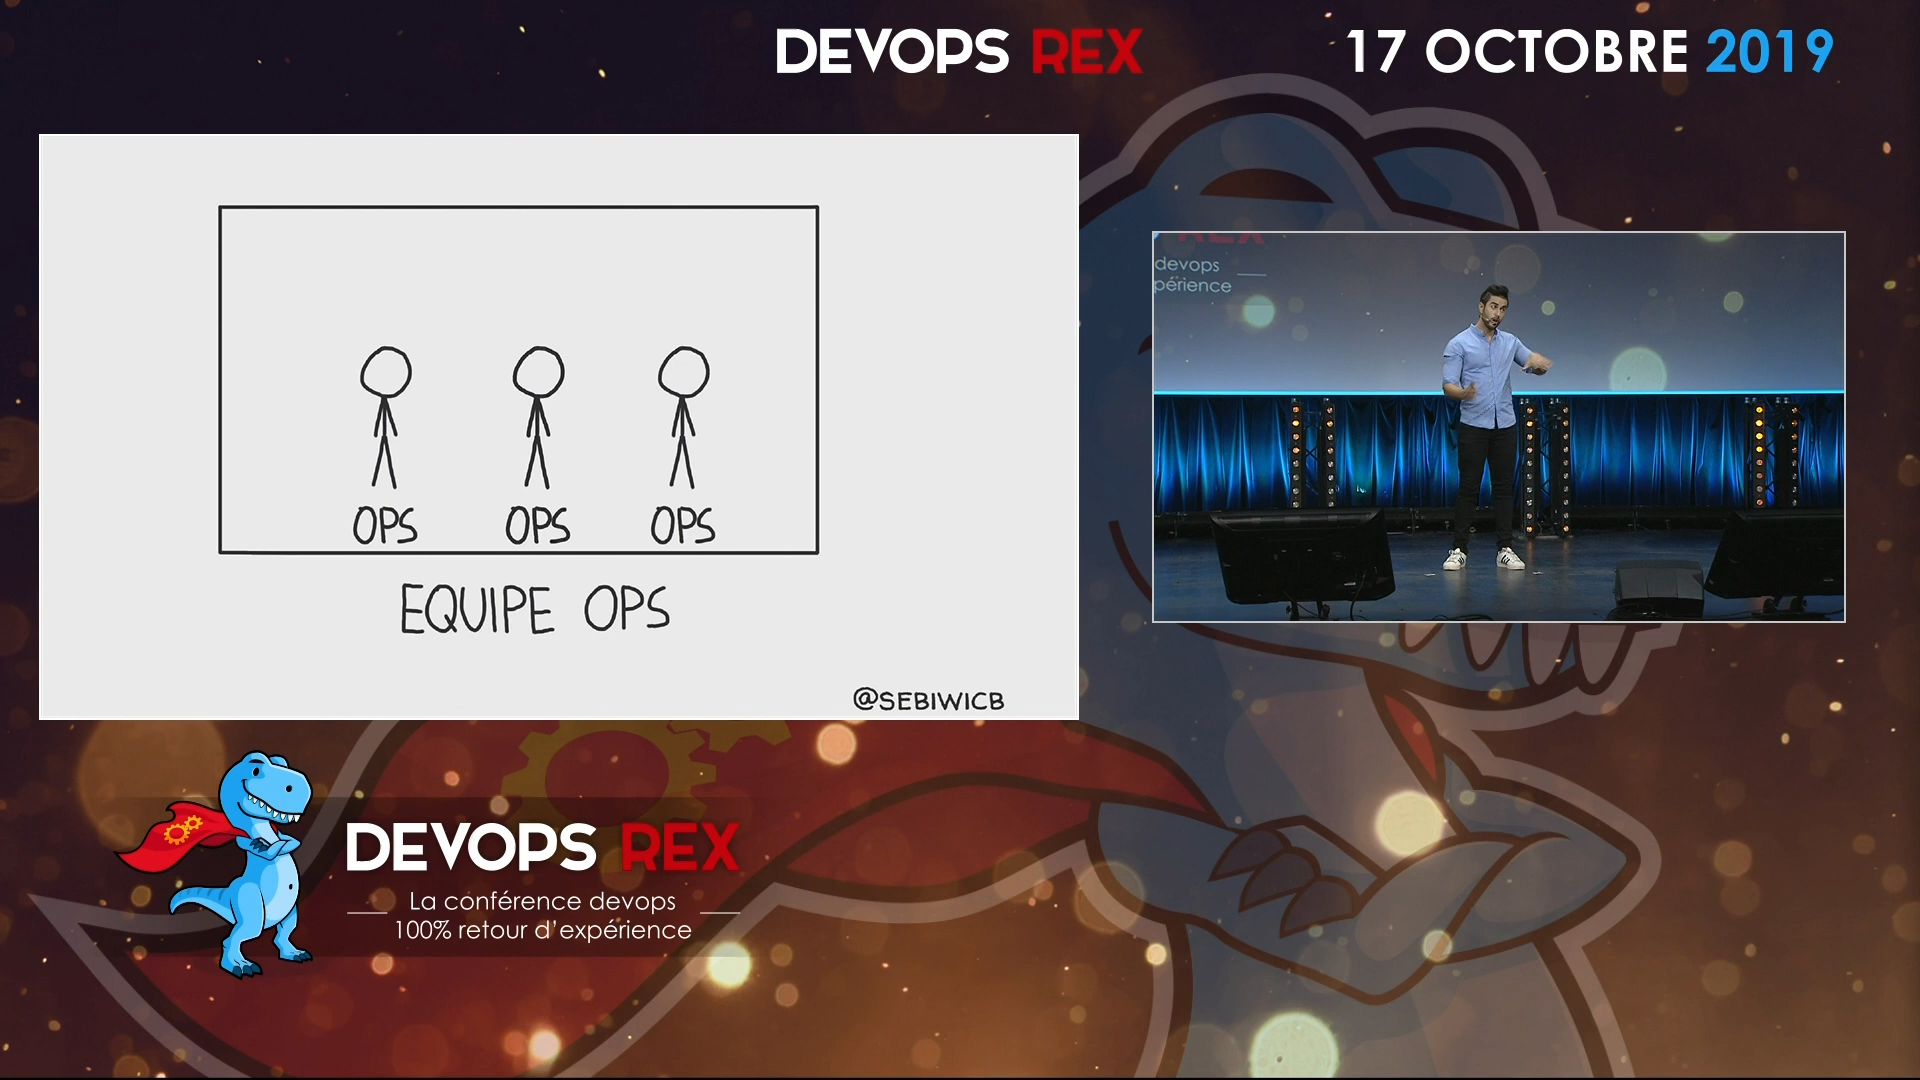 DEVOPS REX
17 OCTOBRE 2019
OPS OPS OPS
EQUIPE OPS
@SEBIWICB
REX
devops
périence
DEVOPS REX
La conférence devops
100% retour d'expérience